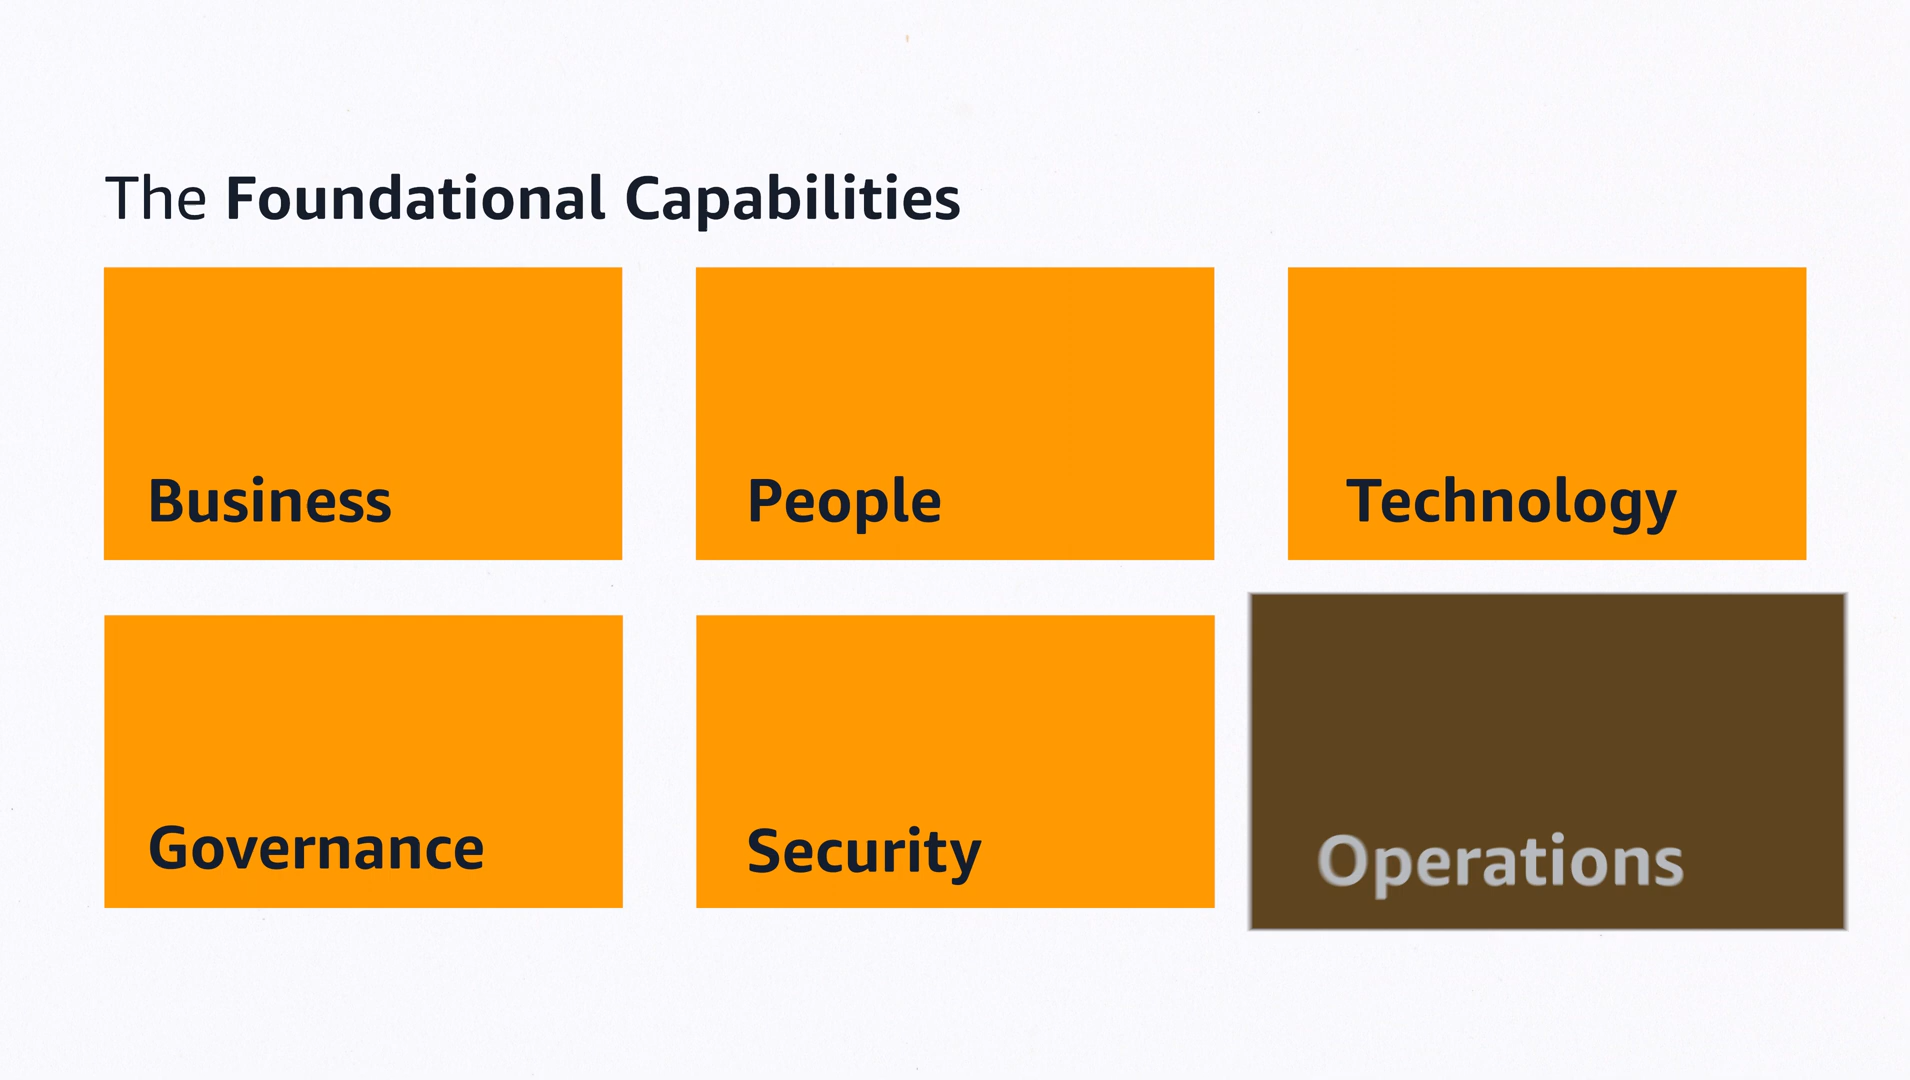 The Foundational Capabilities
Business
People
Technology
Governance
Security
Operations